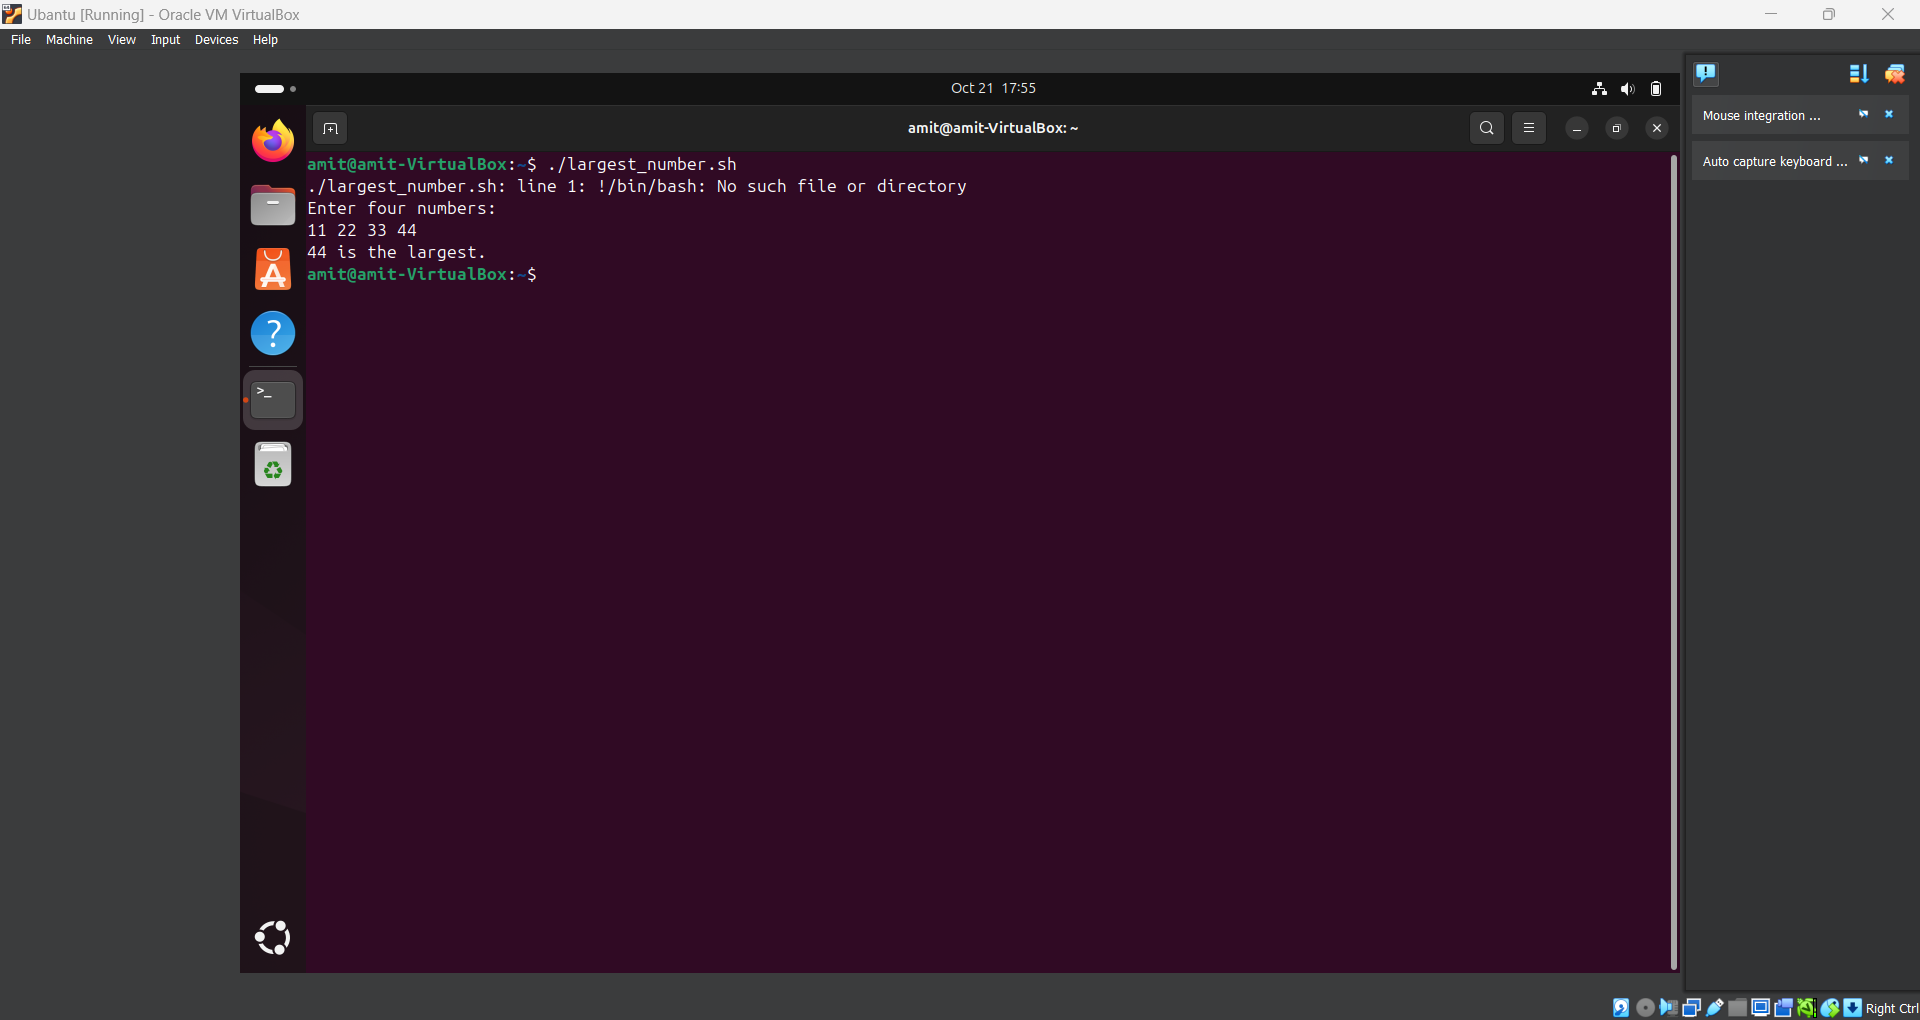 Ubantu [Running] - Oracle VM VirtualBox
File Machine View Input Devices Help
Oct 21 17:55
amit@amit-VirtualBox: ~
amit@amit-VirtualBox:~$ ./largest_number.sh
./largest_number.sh: line 1: !/bin/bash: No such file or directory
Enter four numbers:
11 22 33 44
44 is the largest.
amit@amit-VirtualBox:~$
Mouse integration ...
Auto capture keyboard ...
Right Ctrl